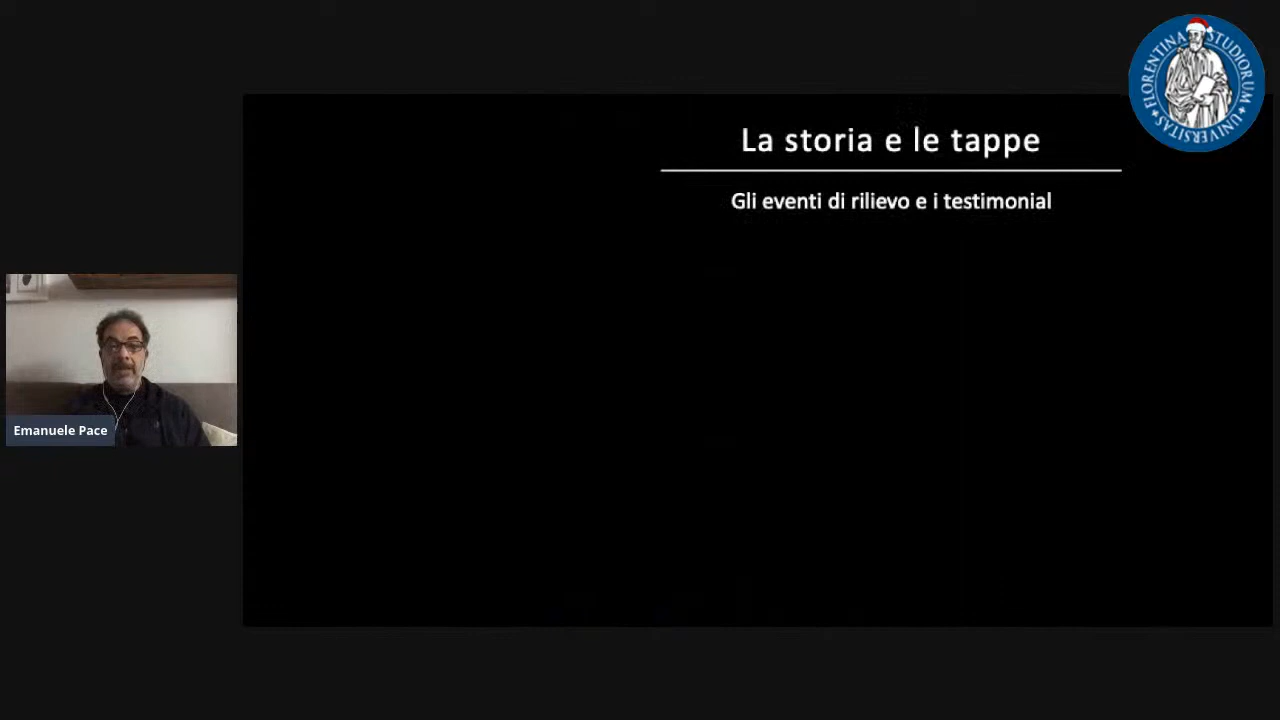 La storia e le tappe
Gli eventi di rilievo e i testimonial
Emanuele Pace
FLORENTINA STUDIORUM UNIVERSITAS